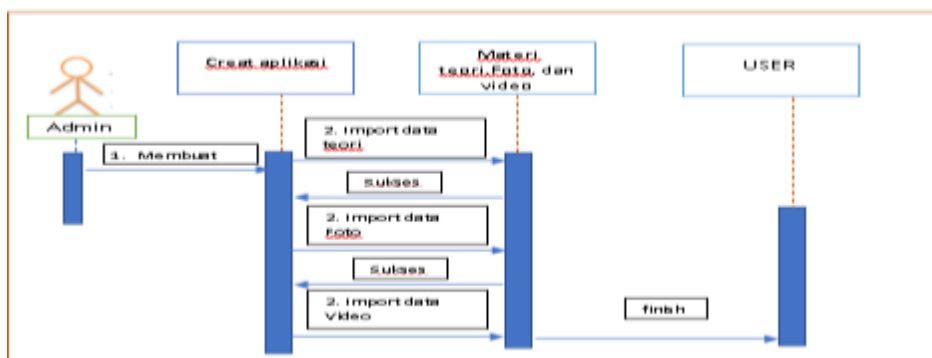 Creat aplikasi
Materi
teori,Foto, dan
video
USER
Admin
1. Membuat
2. Import data
teori
sukses
2. Import data
Foto
Sukses
2. Import data
Video
finish